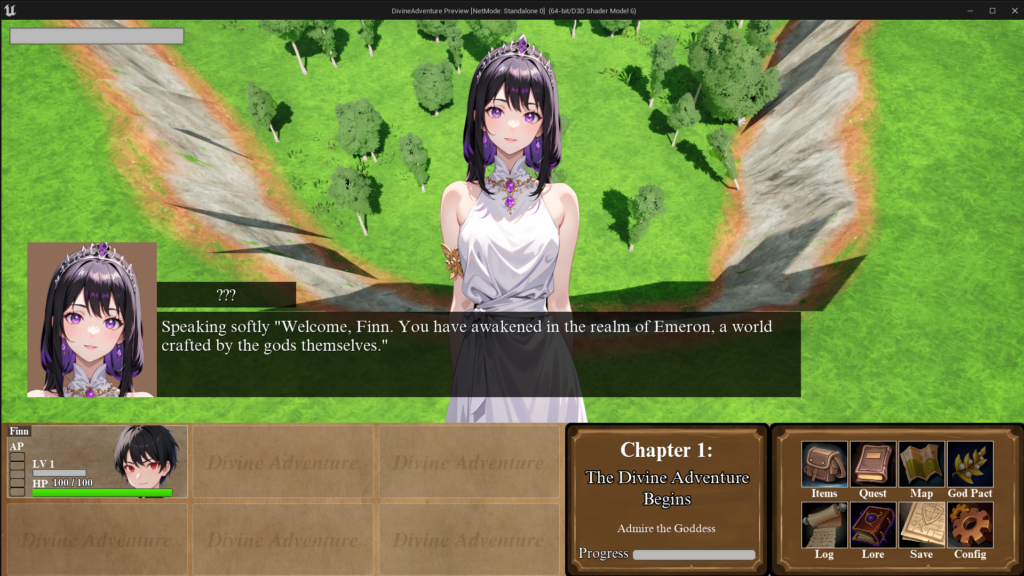 DivineAdventure Preview [NetMode: Standalone 0] (64-bit/D3D Shader Model 6)
???
Speaking softly "Welcome, Finn. You have awakened in the realm of Emeron, a world
crafted by the gods themselves."
Finn
AP
LV 1
HP 100 / 100
Divine Adventure
Divine Adventure
Divine Adventure
Divine Adventure
Divine Adventure
Chapter 1:
The Divine Adventure
Begins
Admire the Goddess
Progress
Items Quest Map God Pact
Log Lore Save Config